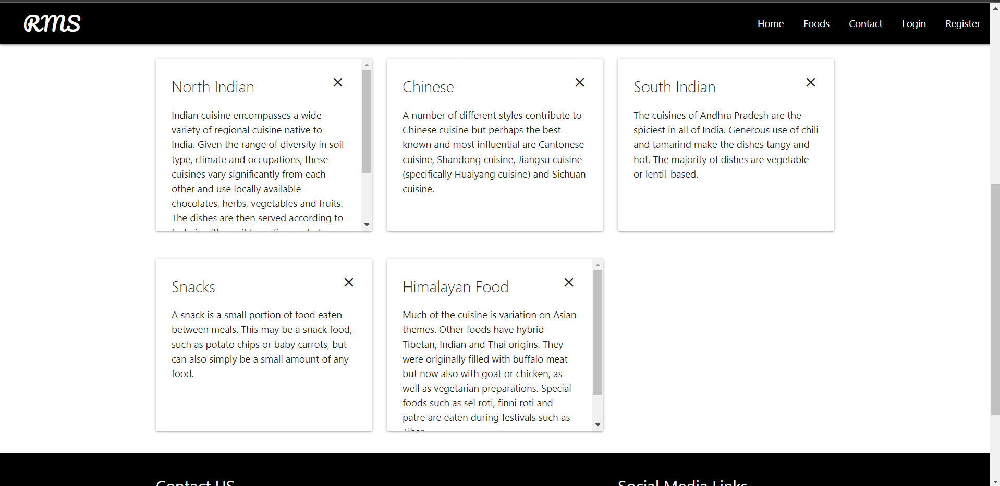 RMS
Home Foods Contact Login Register
North Indian
Indian cuisine encompasses a wide
variety of regional cuisine native to
India. Given the range of diversity in soil
type, climate and occupations, these
cuisines vary significantly from each
other and use locally available
chocolates, herbs, vegetables and fruits.
The dishes are then served according to
Chinese
A number of different styles contribute to
Chinese cuisine but perhaps the best
known and most influential are Cantonese
cuisine, Shandong cuisine, Jiangsu cuisine
(specifically Huaiyang cuisine) and Sichuan
cuisine.
South Indian
The cuisines of Andhra Pradesh are the
spiciest in all of India. Generous use of chili
and tamarind make the dishes tangy and
hot. The majority of dishes are vegetable
or lentil-based.
Snacks
A snack is a small portion of food eaten
between meals. This may be a snack food,
such as potato chips or baby carrots, but
can also simply be a small amount of any
food.
Himalayan Food
Much of the cuisine is variation on Asian
themes. Other foods have hybrid
Tibetan, Indian and Thai origins. They
were originally filled with buffalo meat
but now also with goat or chicken, as
well as vegetarian preparations. Special
foods such as sel roti, finni roti and
patre are eaten during festivals such as
Contact US
Social Media Links